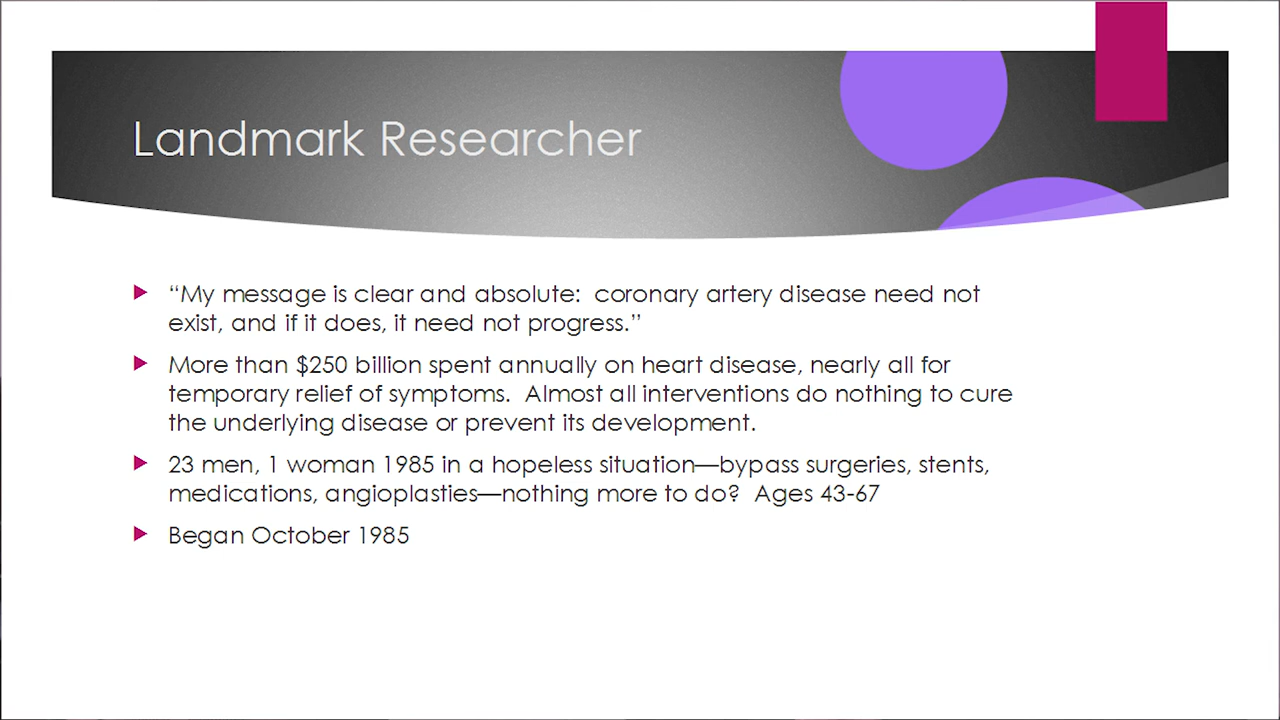 Landmark Researcher
“My message is clear and absolute:  coronary artery disease need not
exist, and if it does, it need not progress.”
More than $250 billion spent annually on heart disease, nearly all for
temporary relief of symptoms.  Almost all interventions do nothing to cure
the underlying disease or prevent its development.
23 men, 1 woman 1985 in a hopeless situation—bypass surgeries, stents,
medications, angioplasties—nothing more to do?  Ages 43-67
Began October 1985